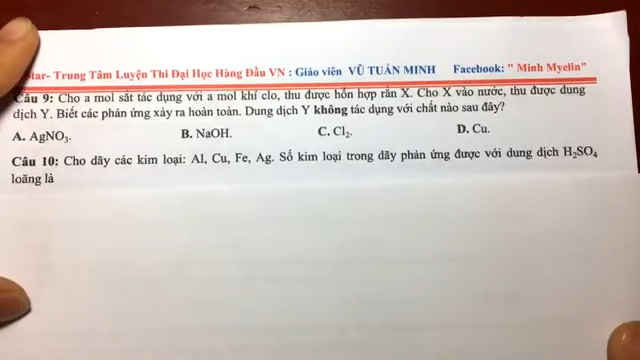 Star- Trung Tâm Luyện Thi Đại Học Hàng Đầu VN : Giáo viên VŨ TUẤN MINH Facebook: " Minh Myelin"
Câu 9: Cho a mol sắt tác dụng với a mol khí clo, thu được hỗn hợp rắn X. Cho X vào nước, thu được dung
dịch Y. Biết các phản ứng xảy ra hoàn toàn. Dung dịch Y không tác dụng với chất nào sau đây?
A. AgNO₃. B. NaOH. C. Cl₂. D. Cu.
Câu 10: Cho dãy các kim loại: Al, Cu, Fe, Ag. Số kim loại trong dãy phản ứng được với dung dịch H₂SO₄
loãng là